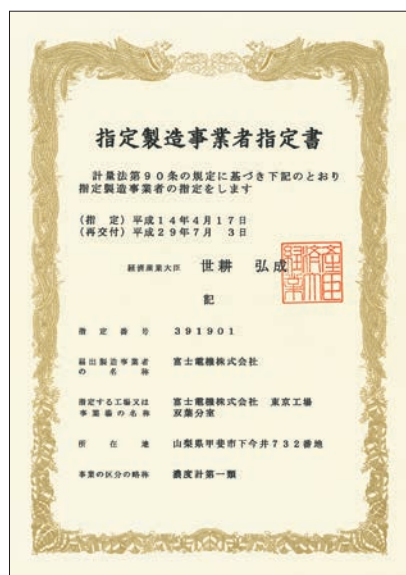 指定製造事業者指定書
計量法第90条の規定に基づき下記のとおり
指定製造事業者の指定をします
(指 定)平成14年4月17日
(再交付)平成29年7月 3日
経済産業大臣 世耕 弘成
記
指定番号 391901
届出製造事業者の名称 富士電機株式会社
指定する工場又は 富士電機株式会社 東京工場
事業場の名称 双葉分室
所在地 山梨県甲斐市下今井732番地
事業の区分の略称 濃度計第一類